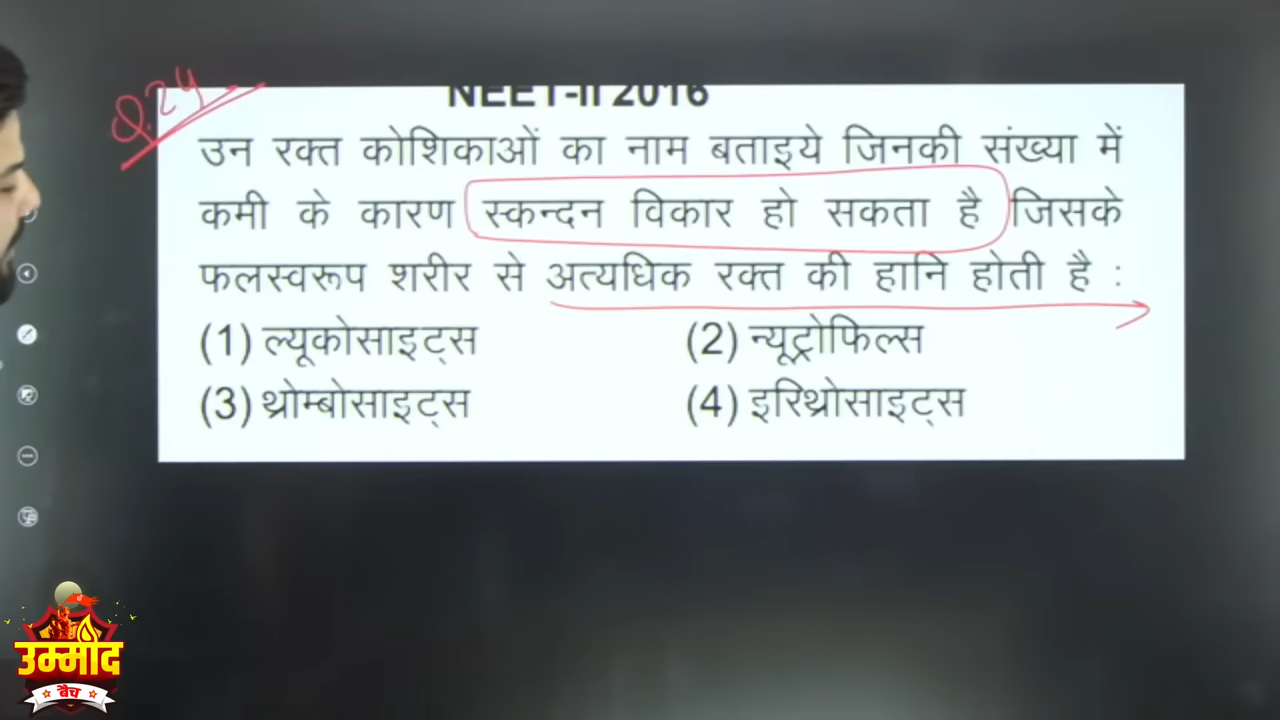 NEET-II 2016
Q.24
उन रक्त कोशिकाओं का नाम बताइये जिनकी संख्या में
कमी के कारण स्कन्दन विकार हो सकता है जिसके
फलस्वरूप शरीर से अत्यधिक रक्त की हानि होती है :
(1) ल्यूकोसाइट्स (2) न्यूट्रोफिल्स
(3) थ्रोम्बोसाइट्स (4) इरिथ्रोसाइट्स
उम्मीद
बैच